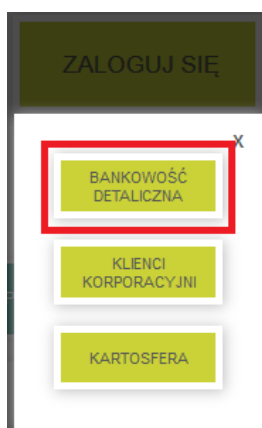 ZALOGUJ SIĘ
X
BANKOWOŚĆ
DETALICZNA
KLIENCI
KORPORACYJNI
KARTOSFERA